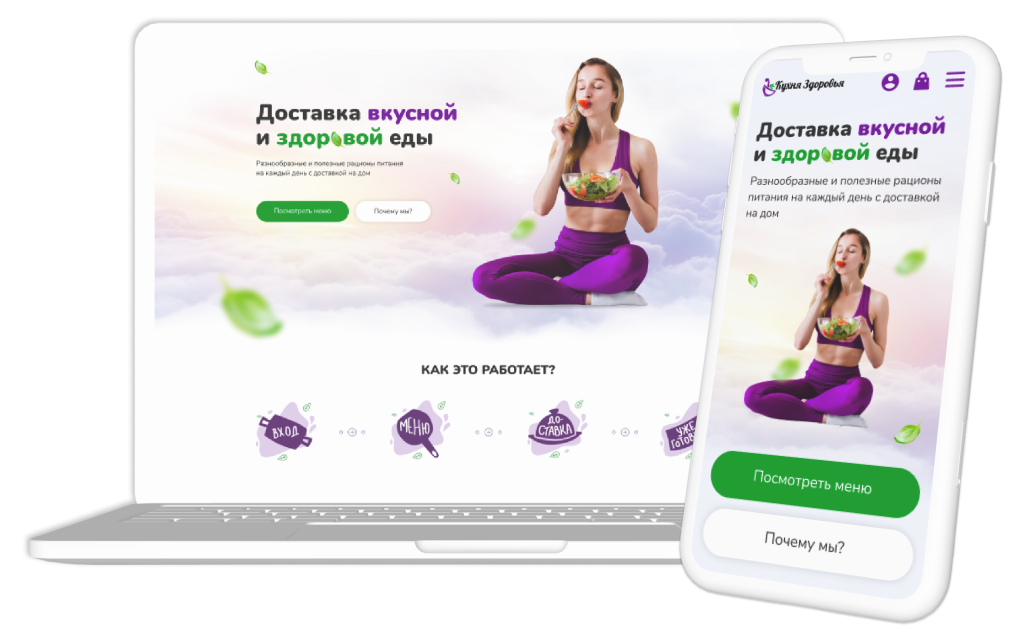 Доставка вкусной
и здоровой еды
Разнообразные и полезные рационы питания
на каждый день с доставкой на дом
Посмотреть меню
Почему мы?
КАК ЭТО РАБОТАЕТ?
ВХОД
МЕНЮ
ДО-
СТАВКА
УЖЕ
ГОТОВ
Кухня Здоровья
Доставка вкусной
и здоровой еды
Разнообразные и полезные рационы
питания на каждый день с доставкой
на дом
Посмотреть меню
Почему мы?